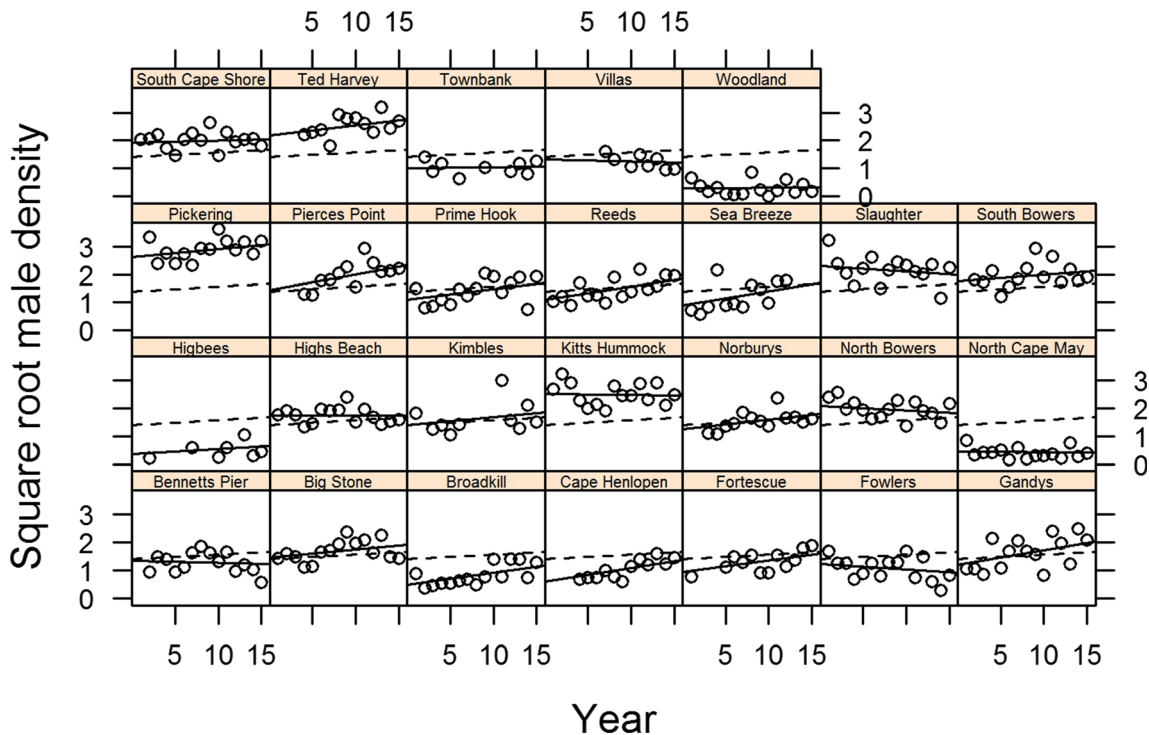 5 10 15
South Cape Shore Ted Harvey Townbank Villas Woodland
3
2
1
0
Pickering Pierces Point Prime Hook Reeds Sea Breeze Slaughter South Bowers
3
2
1
0
Higbees Highs Beach Kimbles Kitts Hummock Norburys North Bowers North Cape May
3
2
1
0
Bennetts Pier Big Stone Broadkill Cape Henlopen Fortescue Fowlers Gandys
3
2
1
0
5 10 15 5 10 15 5 10 15 5 10 15
Square root male density
Year